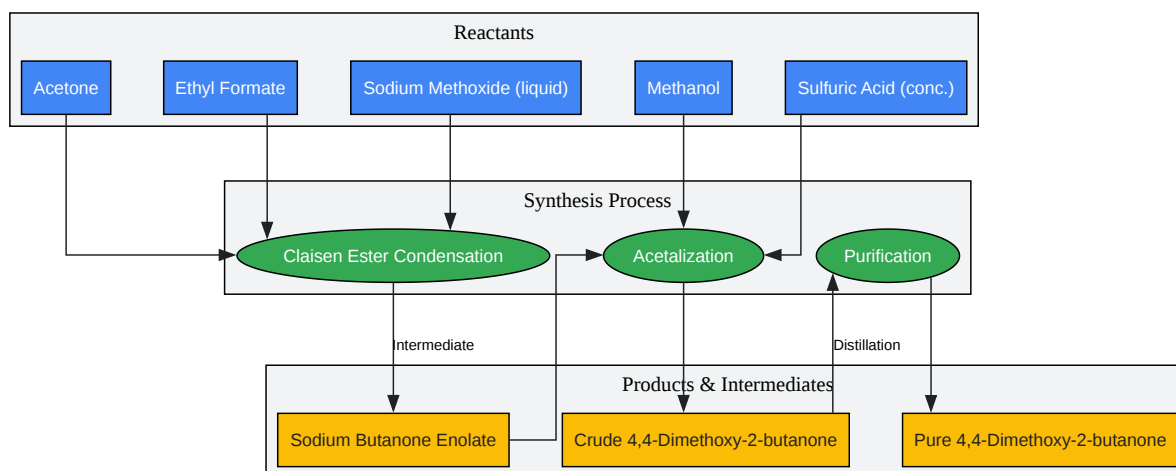 Reactants
Acetone
Ethyl Formate
Sodium Methoxide (liquid)
Methanol
Sulfuric Acid (conc.)
Synthesis Process
Claisen Ester Condensation
Acetalization
Purification
Intermediate
Distillation
Products & Intermediates
Sodium Butanone Enolate
Crude 4,4-Dimethoxy-2-butanone
Pure 4,4-Dimethoxy-2-butanone